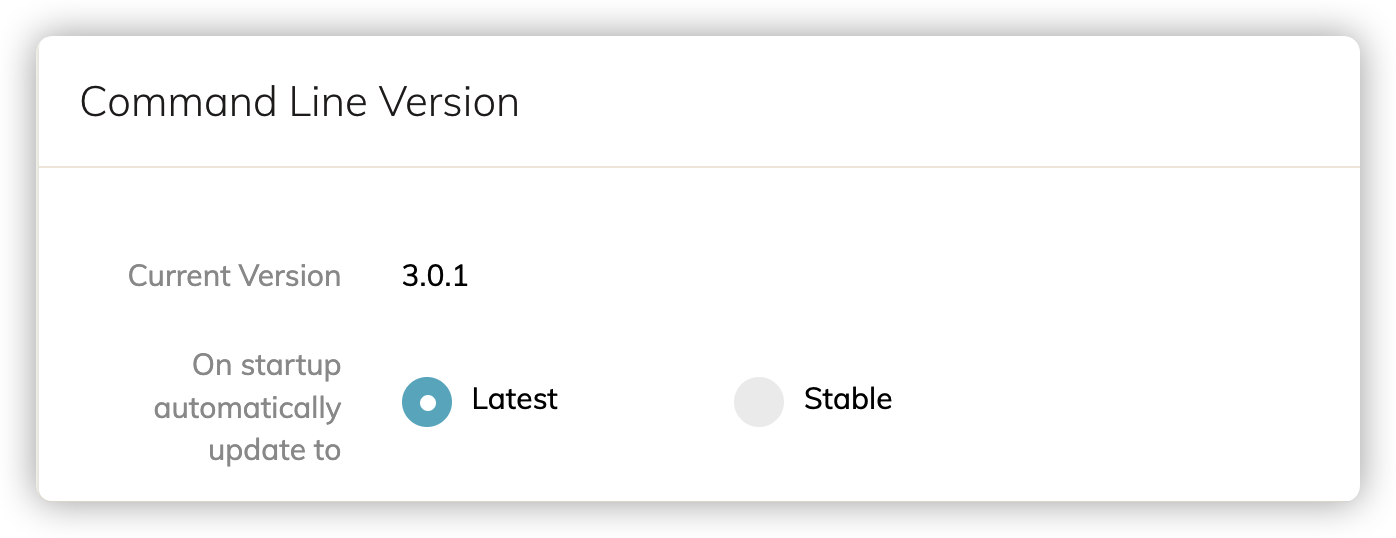 Command Line Version
Current Version 3.0.1
On startup
automatically
update to
Latest Stable